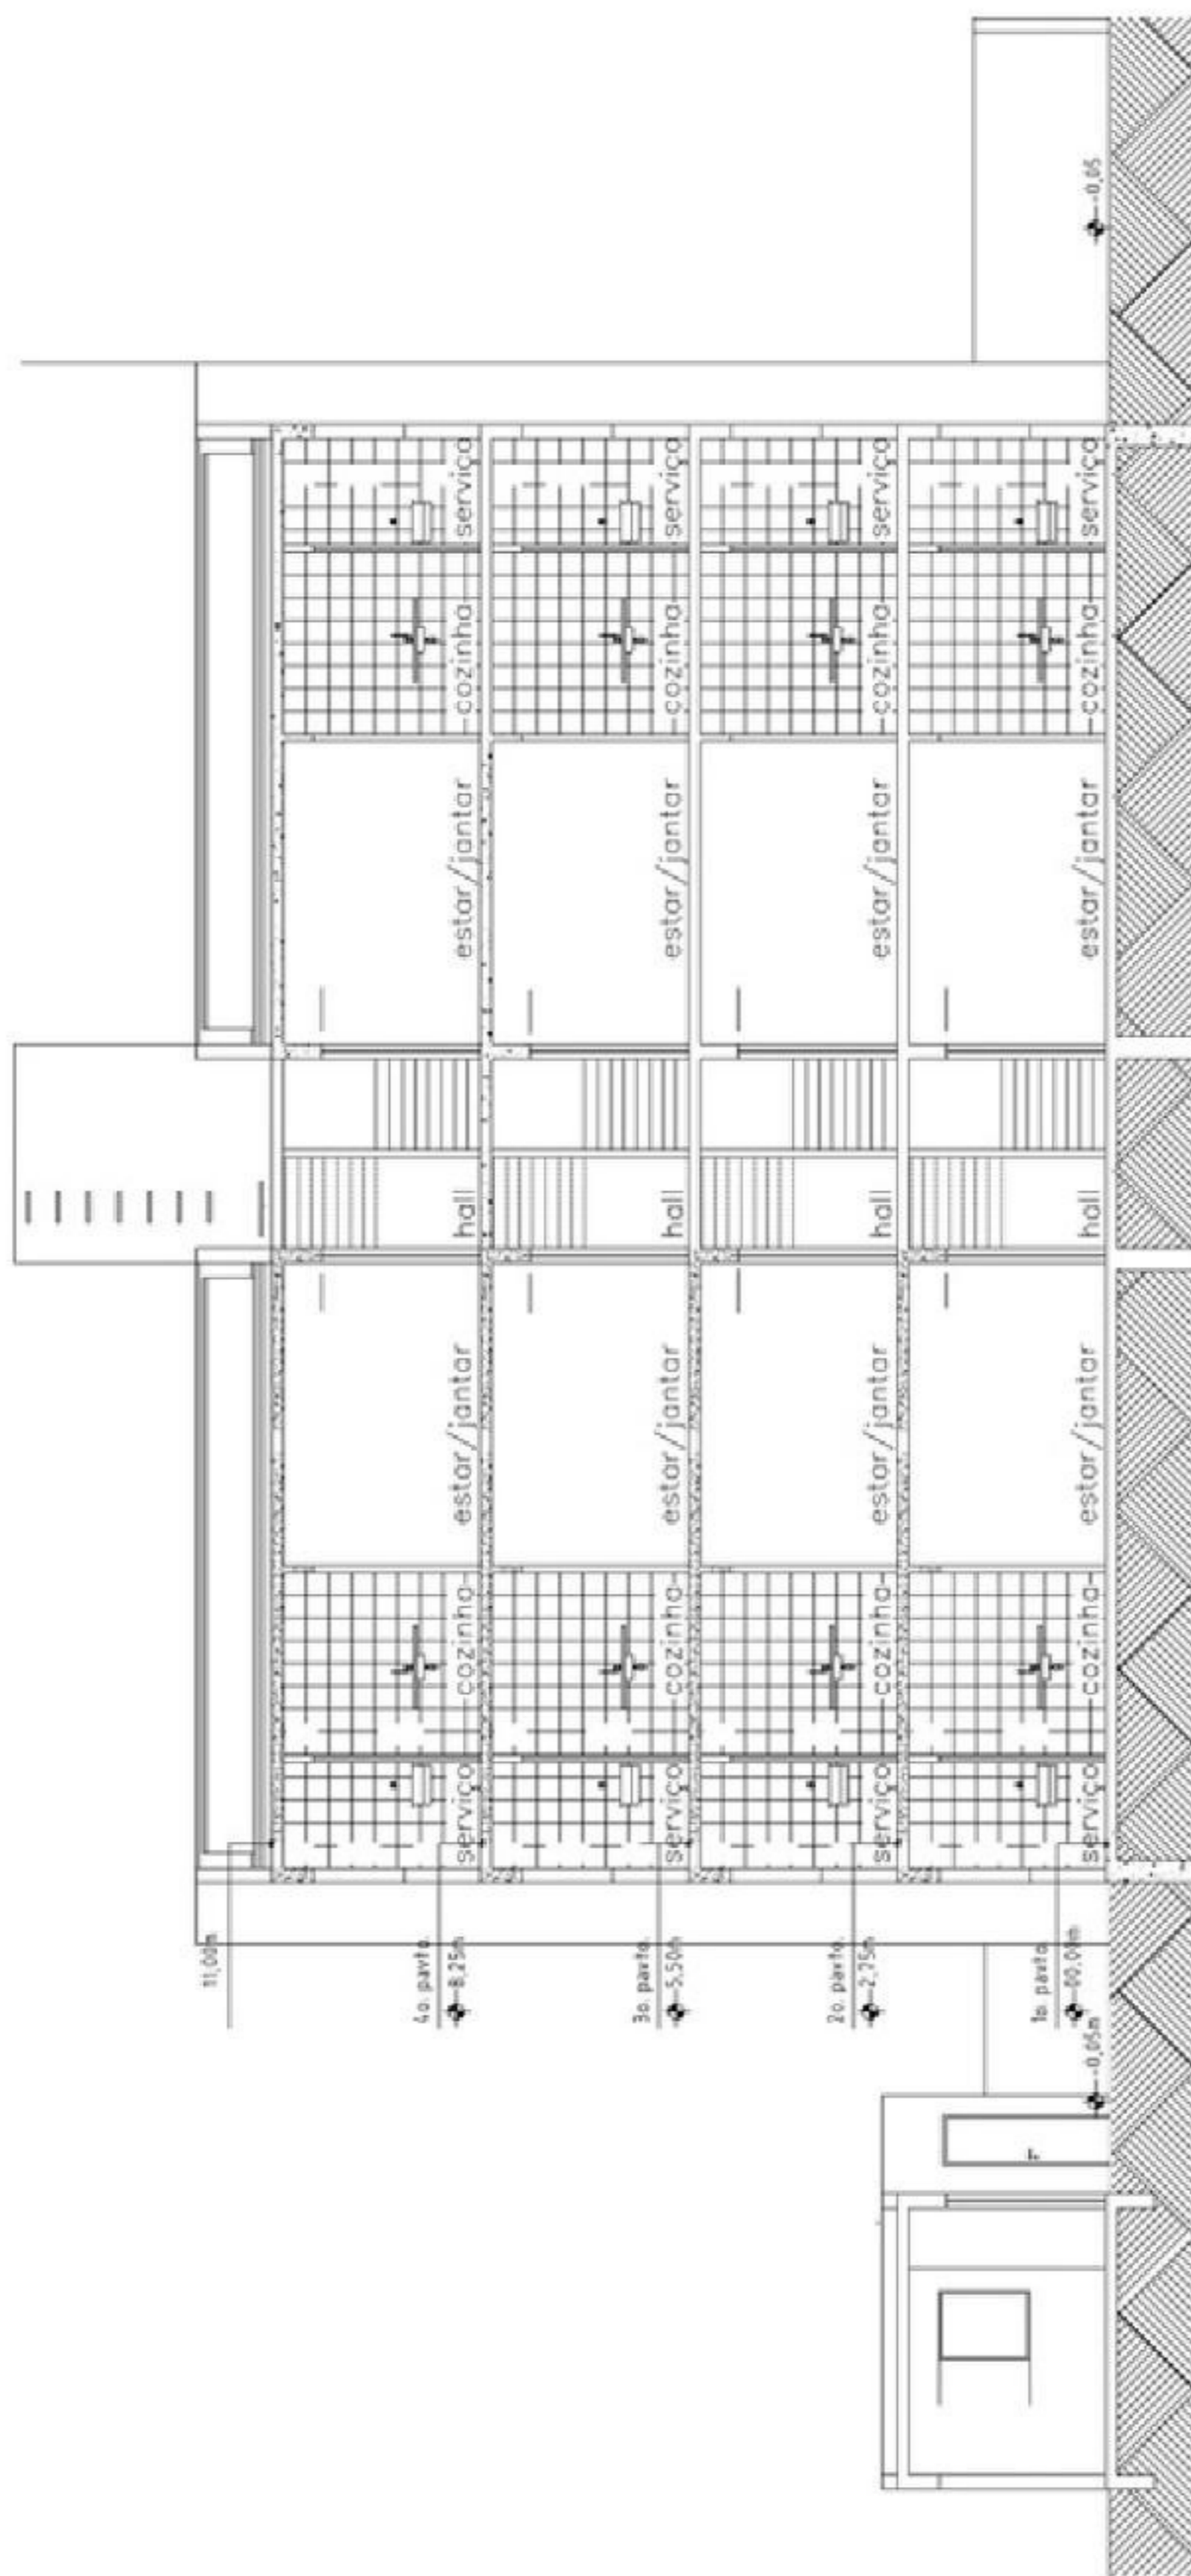 11,00m
4o. pavto.
8,25m
serviço cozinha estar/jantar hall estar/jantar cozinha serviço
3o. pavto.
5,50m
serviço cozinha estar/jantar hall estar/jantar cozinha serviço
2o. pavto.
2,75m
serviço cozinha estar/jantar hall estar/jantar cozinha serviço
1o. pavto.
00,00m
serviço cozinha estar/jantar hall estar/jantar cozinha serviço
-0,05m
-0,05